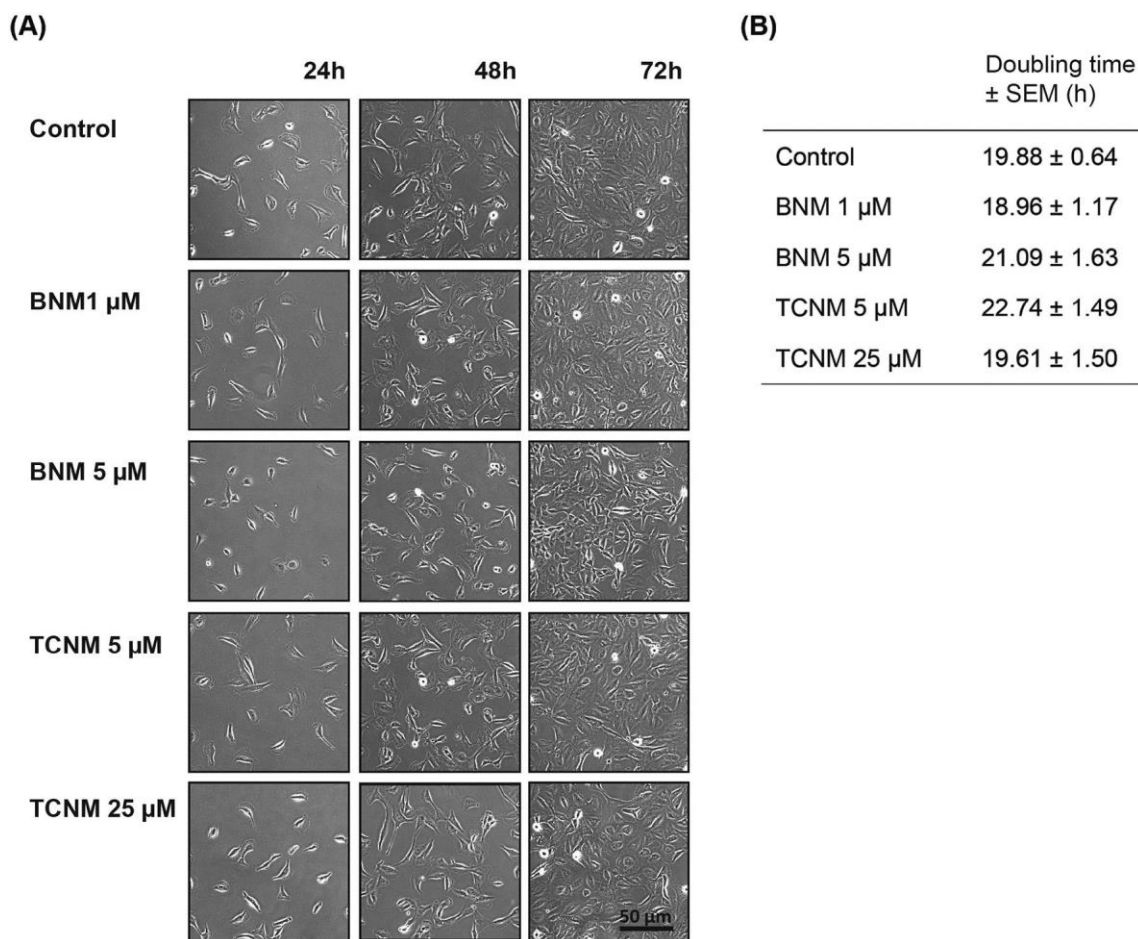 (A)
24h 48h 72h
Control
BNM1 µM
BNM 5 µM
TCNM 5 µM
TCNM 25 µM
50 µm
(B)
Doubling time
± SEM (h)
Control 19.88 ± 0.64
BNM 1 µM 18.96 ± 1.17
BNM 5 µM 21.09 ± 1.63
TCNM 5 µM 22.74 ± 1.49
TCNM 25 µM 19.61 ± 1.50